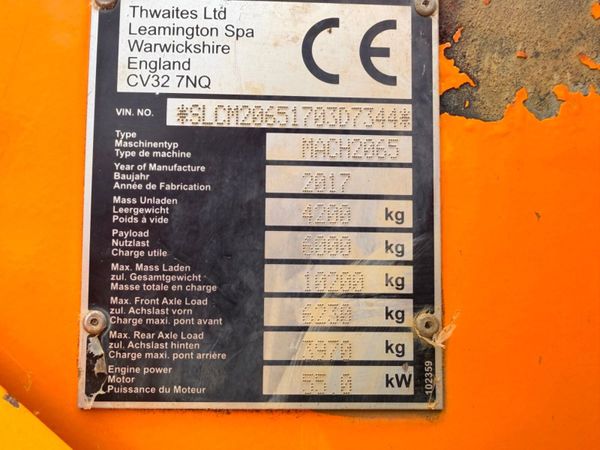 Thwaites Ltd
Leamington Spa
Warwickshire
England
CV32 7NQ
CE
VIN. NO. *SLCM20651703D7344*
Type
Maschinentyp
Type de machine
MACH2065
Year of Manufacture
Baujahr
Année de Fabrication
2017
Mass Unladen
Leergewicht
Poids à vide
4200 kg
Payload
Nutzlast
Charge utile
6000 kg
Max. Mass Laden
zul. Gesamtgewicht
Masse totale en charge
10200 kg
Max. Front Axle Load
zul. Achslast vorn
Charge maxi. pont avant
6230 kg
Max. Rear Axle Load
zul. Achslast hinten
Charge maxi. pont arrière
3970 kg
Engine power
Motor
Puissance du Moteur
55.0 kW
102359